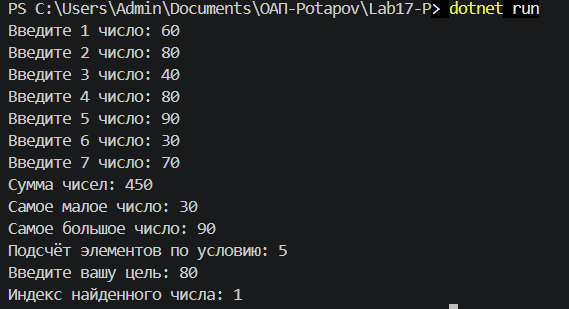 PS C:\Users\Admin\Documents\ОАП-Potapov\Lab17-P> dotnet run
Введите 1 число: 60
Введите 2 число: 80
Введите 3 число: 40
Введите 4 число: 80
Введите 5 число: 90
Введите 6 число: 30
Введите 7 число: 70
Сумма чисел: 450
Самое малое число: 30
Самое большое число: 90
Подсчёт элементов по условию: 5
Введите вашу цель: 80
Индекс найденного числа: 1